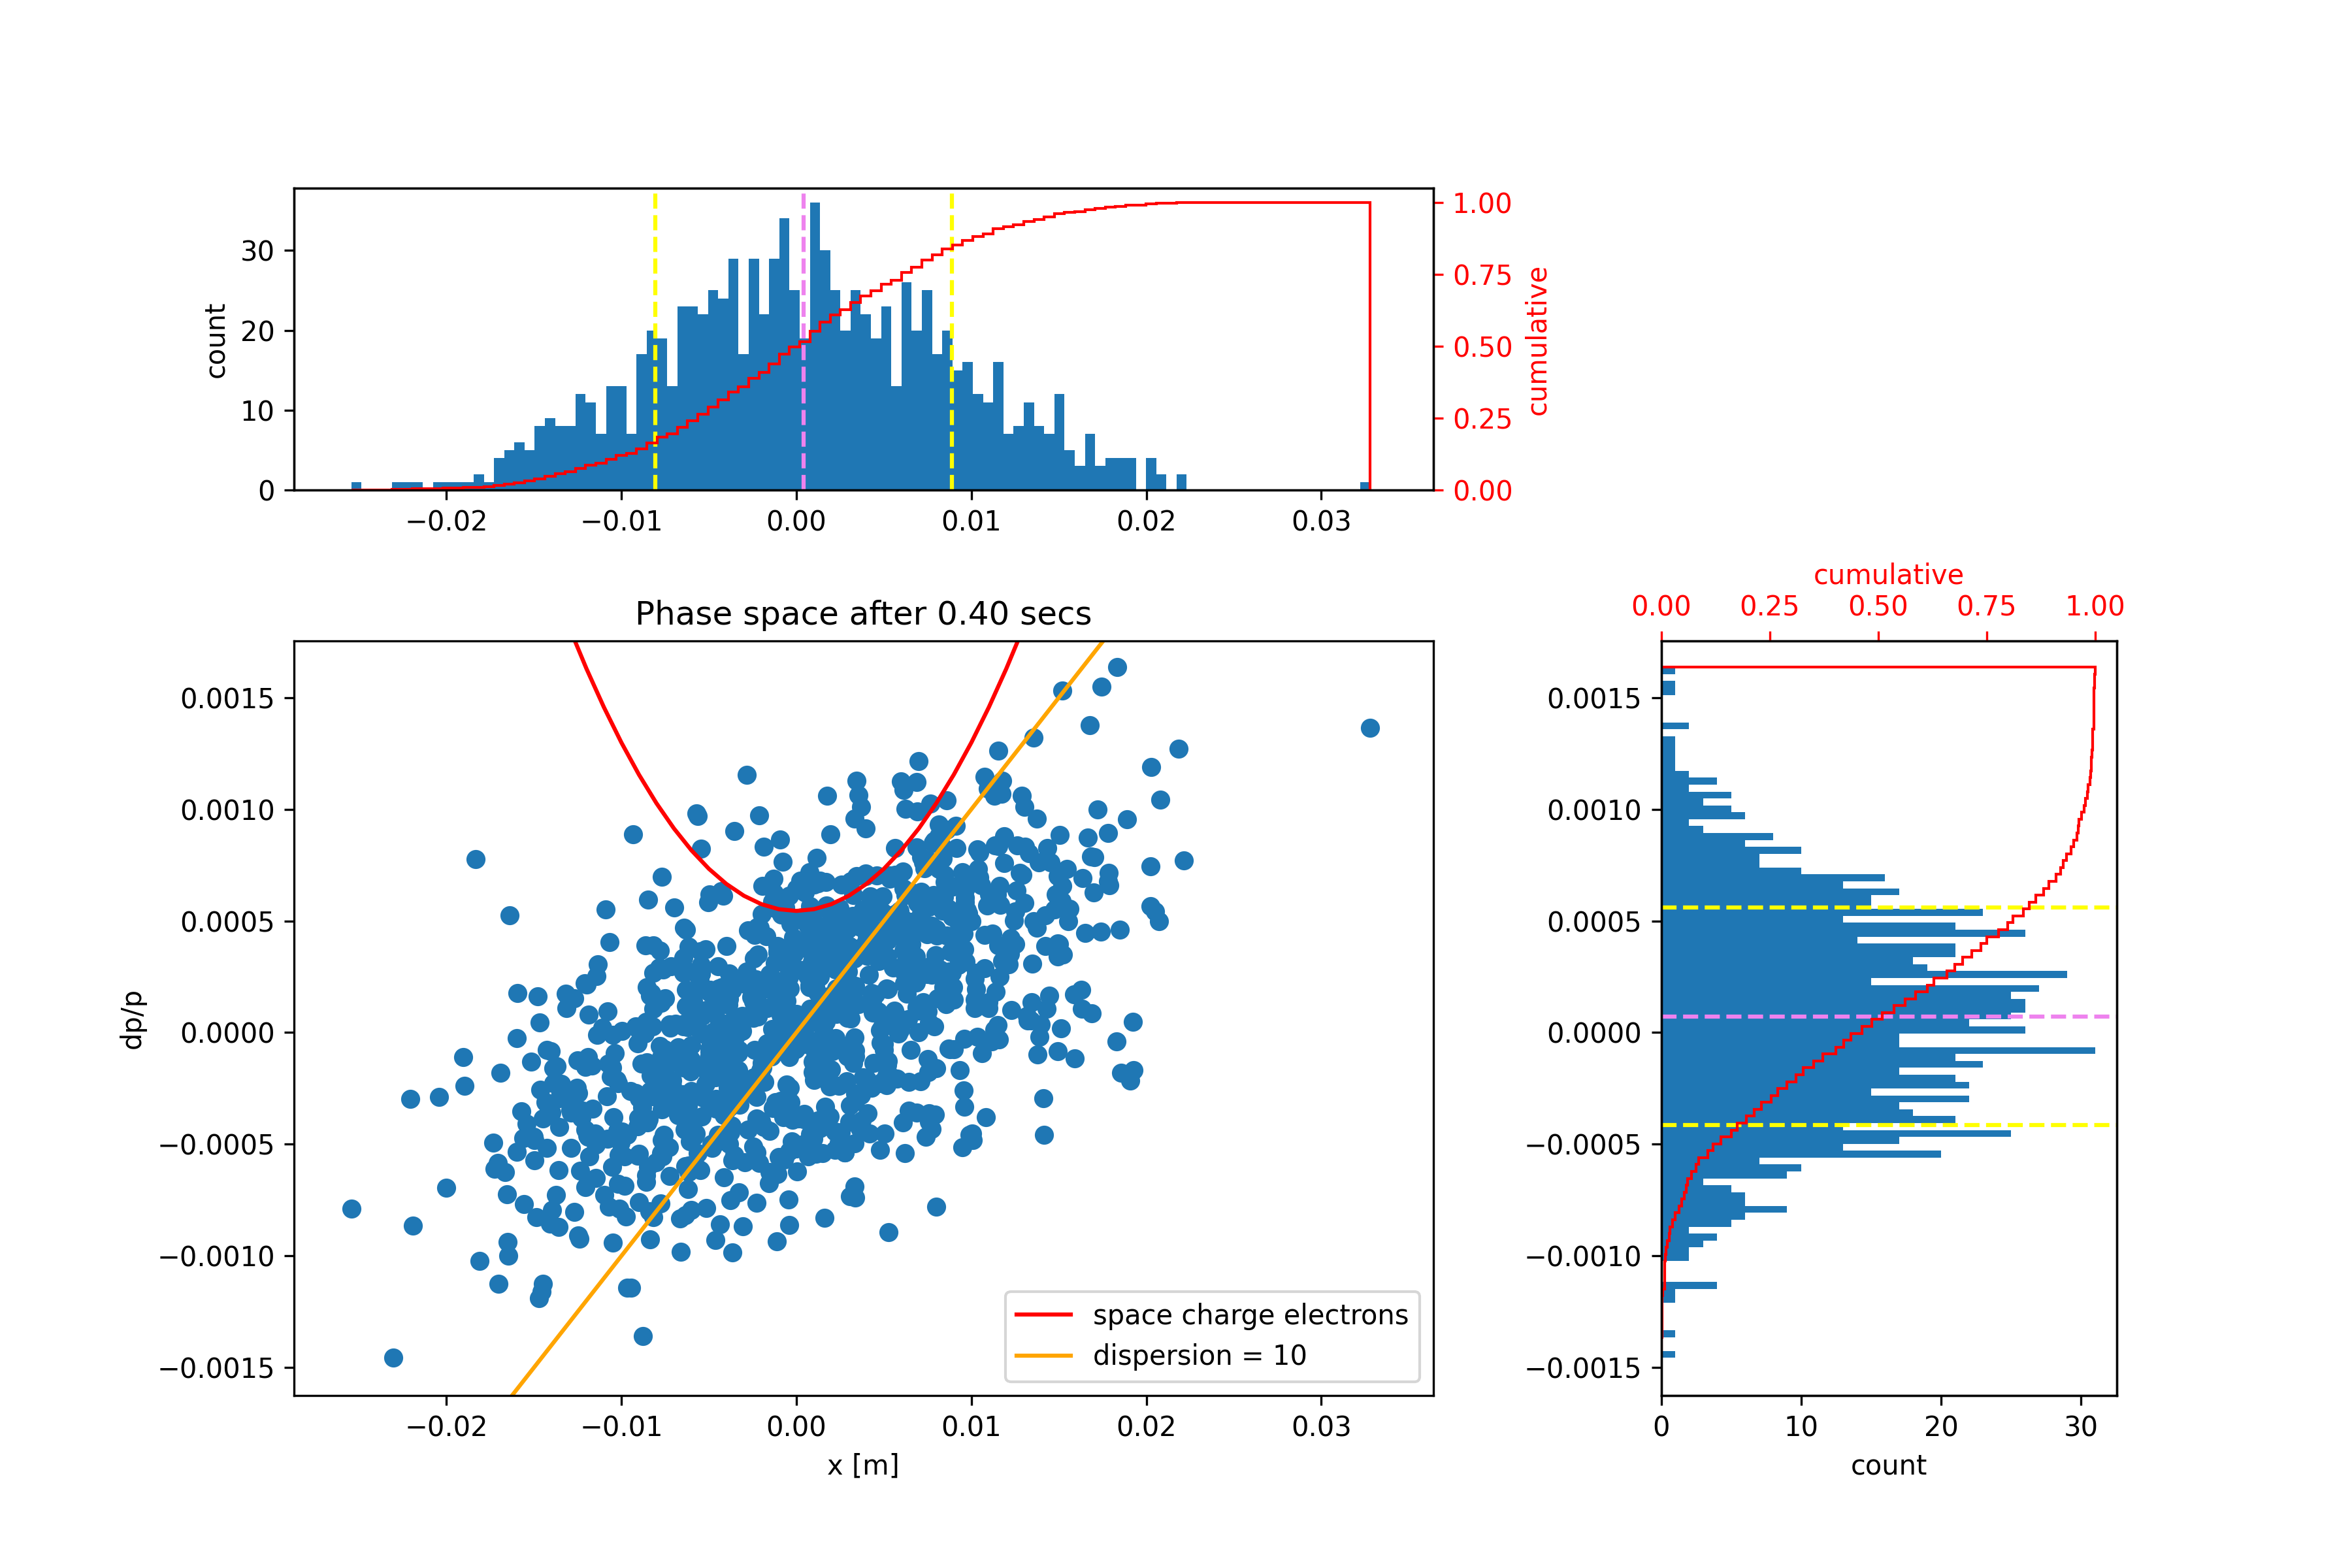 1.00
30
0.75
20
0.50
10
0.25
0
0.00
count
cumulative
−0.02 −0.01 0.00 0.01 0.02 0.03
cumulative
0.00 0.25 0.50 0.75 1.00
Phase space after 0.40 secs
0.0015
0.0010
0.0005
0.0000
−0.0005
−0.0010
−0.0015
dp/p
space charge electrons
dispersion = 10
−0.02 −0.01 0.00 0.01 0.02 0.03
x [m]
0.0015
0.0010
0.0005
0.0000
−0.0005
−0.0010
−0.0015
0 10 20 30
count